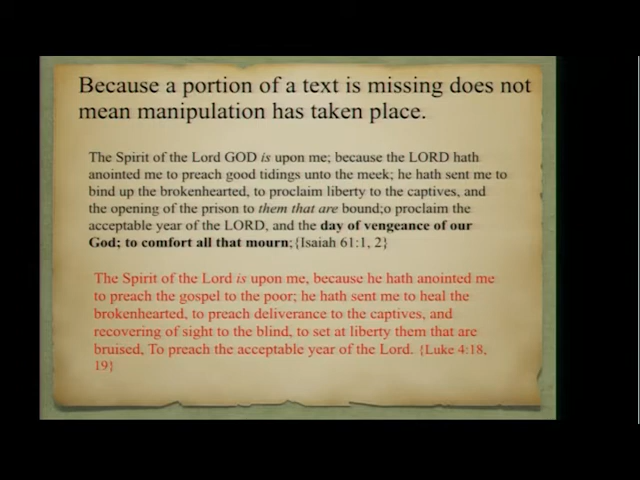 Because a portion of a text is missing does not
mean manipulation has taken place.
The Spirit of the Lord GOD is upon me; because the LORD hath
anointed me to preach good tidings unto the meek; he hath sent me to
bind up the brokenhearted, to proclaim liberty to the captives, and
the opening of the prison to them that are bound;o proclaim the
acceptable year of the LORD, and the day of vengeance of our
God; to comfort all that mourn;{Isaiah 61:1, 2}
The Spirit of the Lord is upon me, because he hath anointed me
to preach the gospel to the poor; he hath sent me to heal the
brokenhearted, to preach deliverance to the captives, and
recovering of sight to the blind, to set at liberty them that are
bruised, To preach the acceptable year of the Lord. {Luke 4:18,
19}